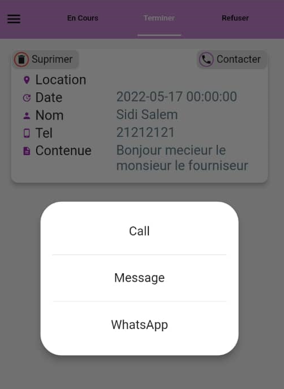 En Cours Terminer Refuser
Suprimer Contacter
Location
Date 2022-05-17 00:00:00
Nom Sidi Salem
Tel 21212121
Contenue Bonjour mecieur le
monsieur le fourniseur
Call
Message
WhatsApp